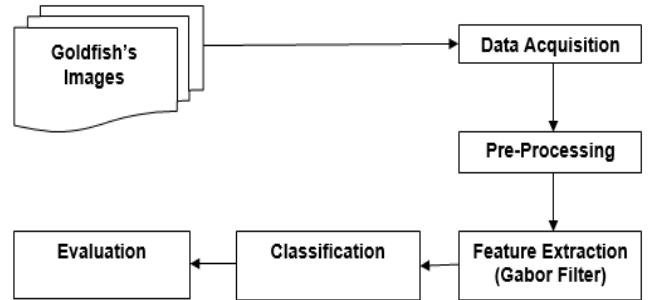 Goldfish's
Images
Data Acquisition
Pre-Processing
Feature Extraction
(Gabor Filter)
Classification
Evaluation